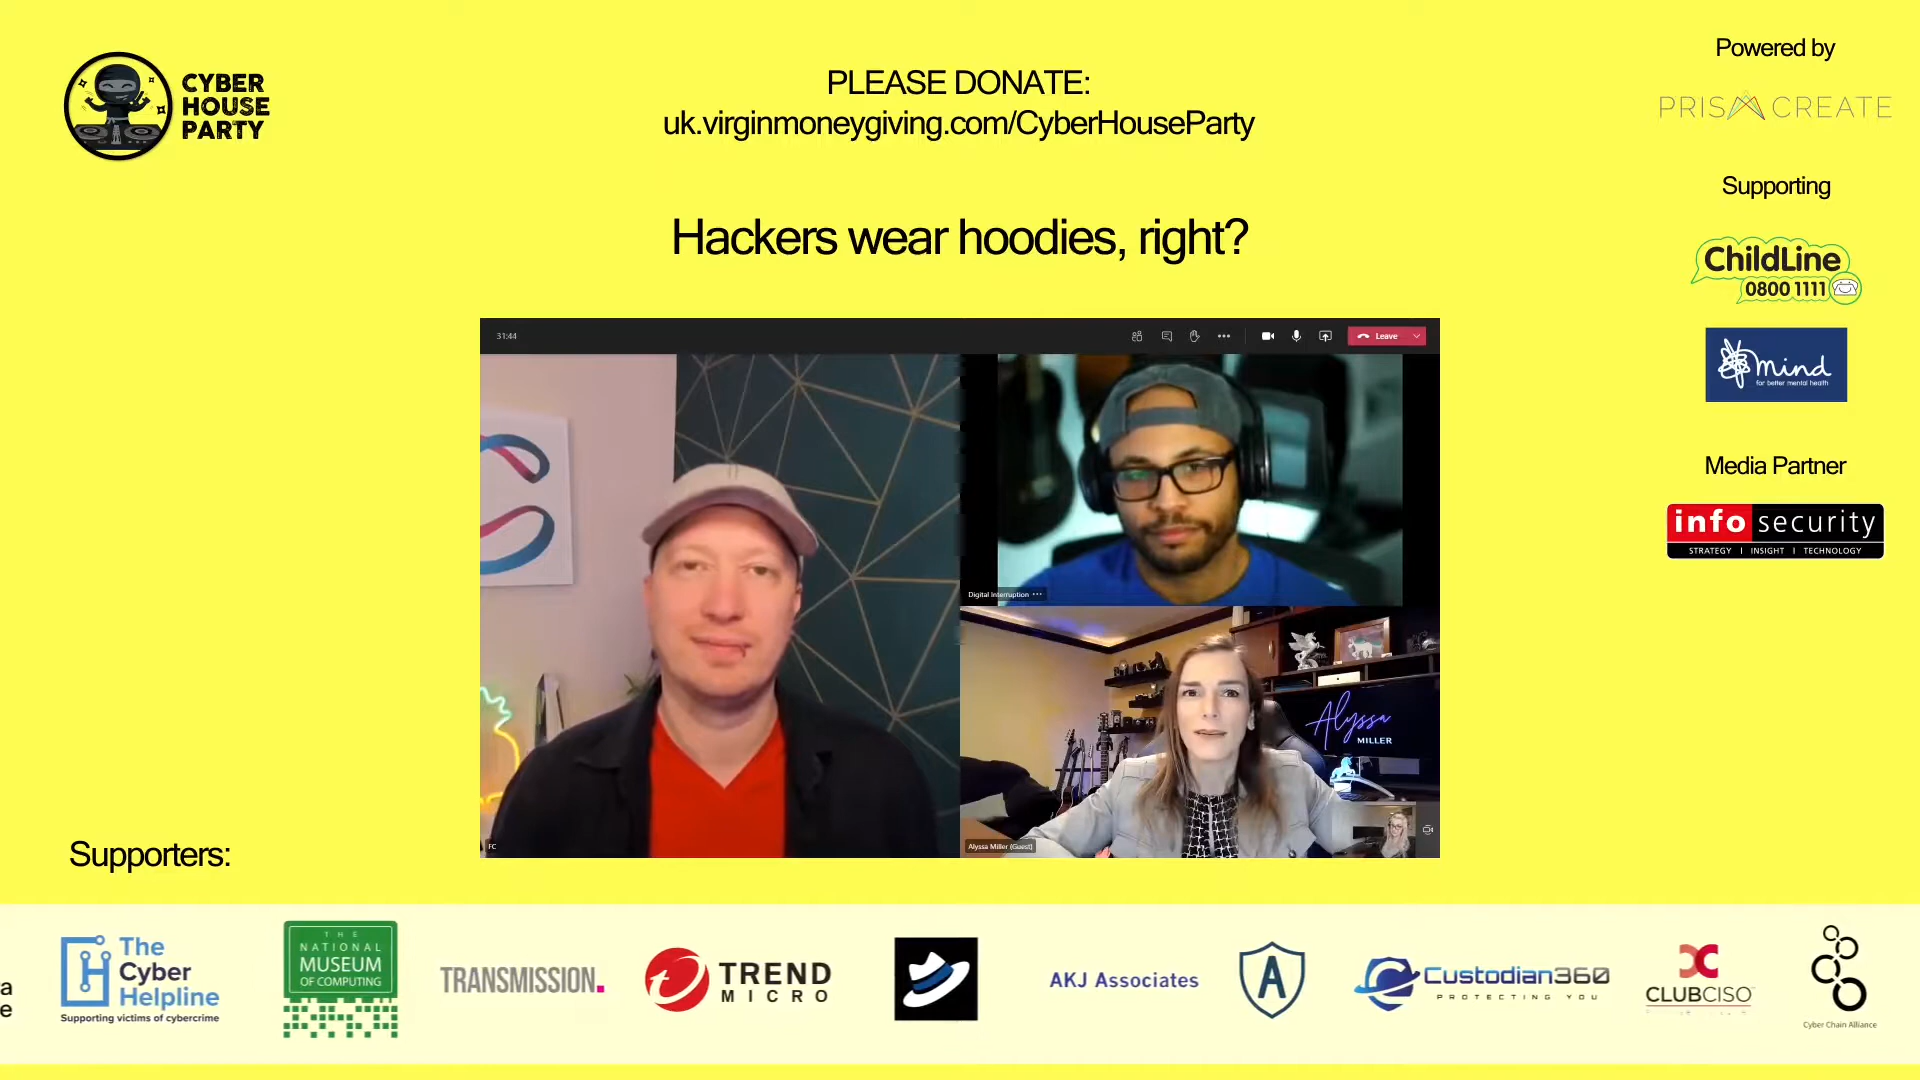 CYBER
HOUSE
PARTY
PLEASE DONATE:
uk.virginmoneygiving.com/CyberHouseParty
Hackers wear hoodies, right?
Powered by
PRISM CREATE
Supporting
ChildLine
0800 1111
mind
for better mental health
Media Partner
info security
STRATEGY | INSIGHT | TECHNOLOGY
31:44
Leave
Digital Interruption
Alyssa
MILLER
FC
Alyssa Miller (Guest)
Supporters:
a
e
The
Cyber
Helpline
Supporting victims of cybercrime
THE
NATIONAL
MUSEUM
OF COMPUTING
TRANSMISSION.
TREND
MICRO
AKJ Associates
A
Custodian360
PROTECTING YOU
CLUBCISO
Cyber Chain Alliance